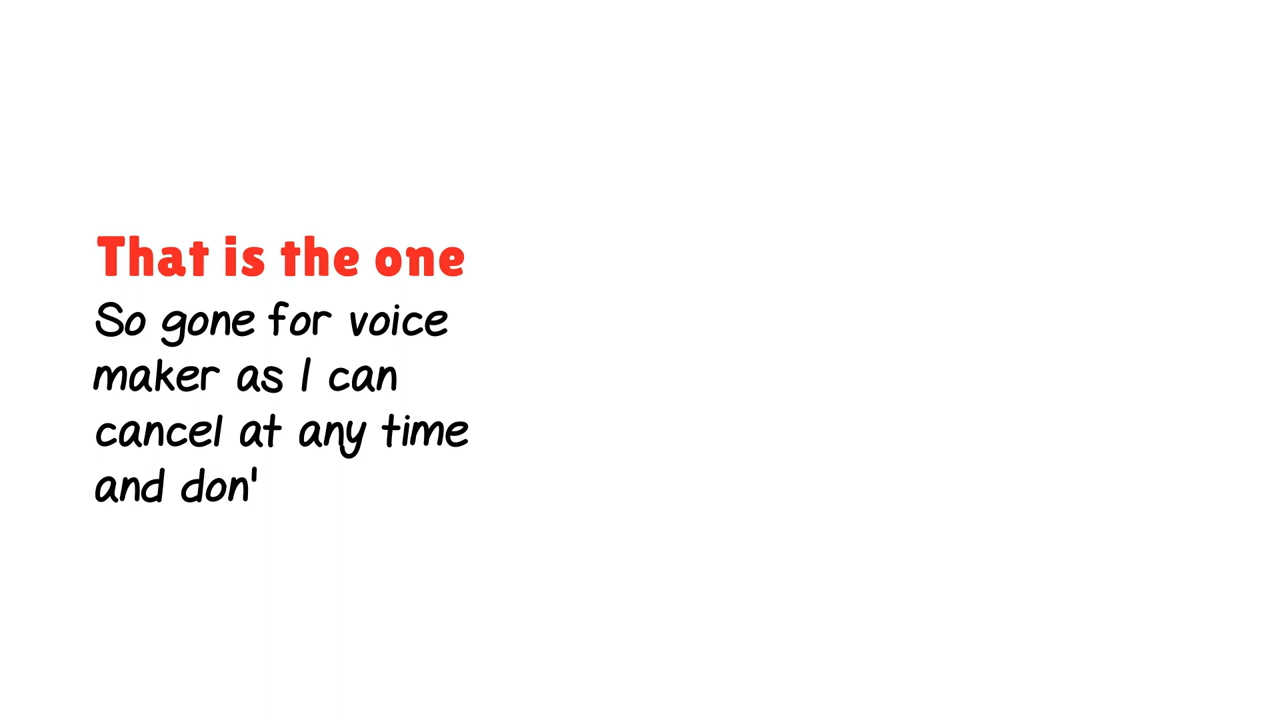 That is the one
So gone for voice
maker as I can
cancel at any time
and don'